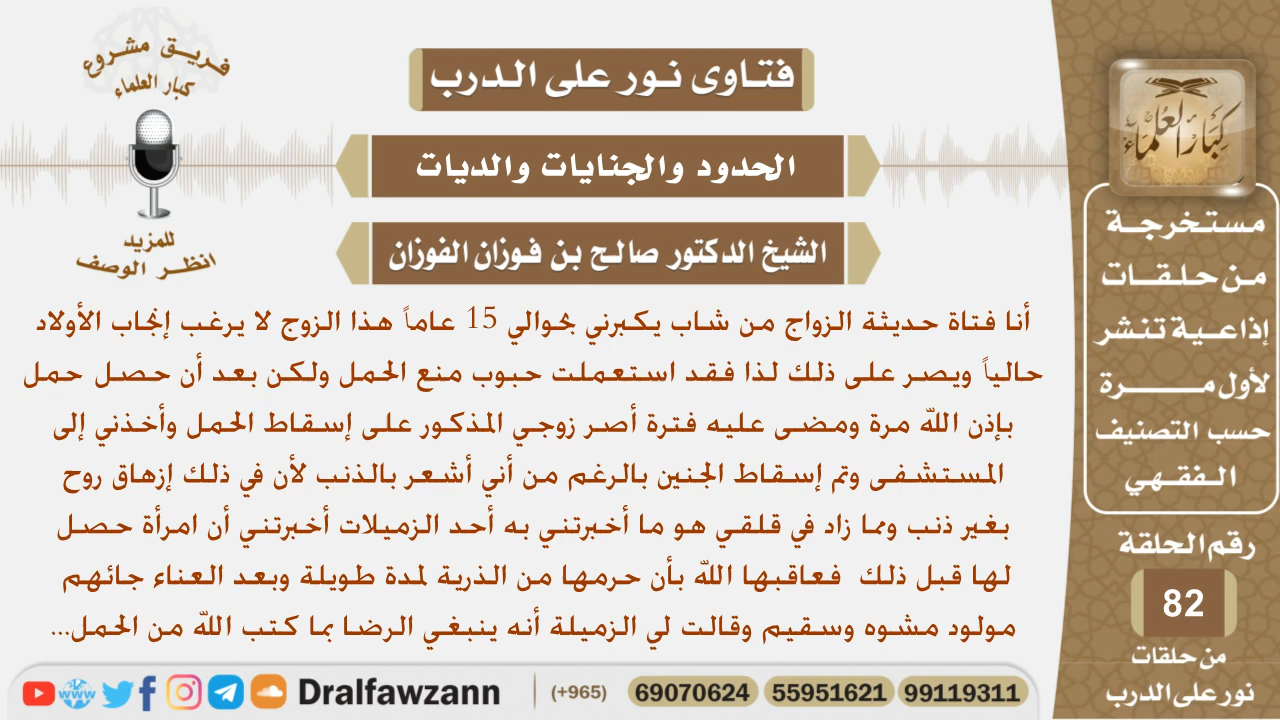 فريق مشروع
كبار العلماء
للمزيد
انظر الوصف
فتاوى نور على الدرب
الحدود والجنايات والديات
الشيخ الدكتور صالح بن فوزان الفوزان
أنا فتاة حديثة الزواج من شاب يكبرني بحوالي 15 عاماً هذا الزوج لا يرغب إنجاب الأولاد
حالياً ويصر على ذلك لذا فقد استعملت حبوب منع الحمل ولكن بعد أن حصل حمل
بإذن الله مرة ومضى عليه فترة أصر زوجي المذكور على إسقاط الحمل وأخذني إلى
المستشفى وتم إسقاط الجنين بالرغم من أني أشعر بالذنب لأن في ذلك إزهاق روح
بغير ذنب ومما زاد في قلقي هو ما أخبرتني به أحد الزميلات أخبرتني أن امرأة حصل
لها قبل ذلك فعاقبها الله بأن حرمها من الذرية لمدة طويلة وبعد العناء جائهم
مولود مشوه وسقيم وقالت لي الزميلة أنه ينبغي الرضا بما كتب الله من الحمل...
كبار العلماء
مستخرجة
من حلقات
إذاعية تنشر
لأول مرة
حسب التصنيف
الفقهي
رقم الحلقة
82
من حلقات
نور على الدرب
Dralfawzann (+965) 69070624 55951621 99119311